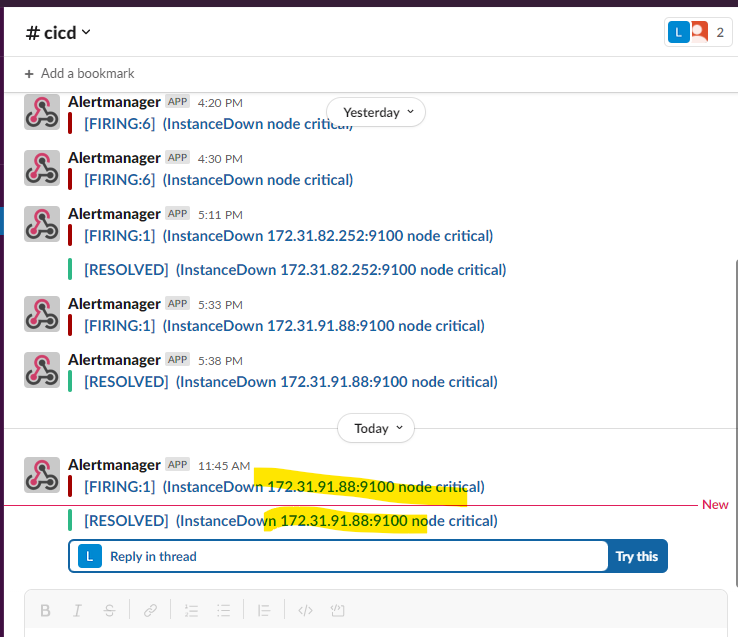 # cicd
L 2
+ Add a bookmark
Yesterday
Alertmanager APP 4:20 PM
[FIRING:6] (InstanceDown node critical)
Alertmanager APP 4:30 PM
[FIRING:6] (InstanceDown node critical)
Alertmanager APP 5:11 PM
[FIRING:1] (InstanceDown 172.31.82.252:9100 node critical)
[RESOLVED] (InstanceDown 172.31.82.252:9100 node critical)
Alertmanager APP 5:33 PM
[FIRING:1] (InstanceDown 172.31.91.88:9100 node critical)
Alertmanager APP 5:38 PM
[RESOLVED] (InstanceDown 172.31.91.88:9100 node critical)
Today
Alertmanager APP 11:45 AM
[FIRING:1] (InstanceDown 172.31.91.88:9100 node critical)
New
[RESOLVED] (InstanceDown 172.31.91.88:9100 node critical)
L Reply in thread Try this
B I S